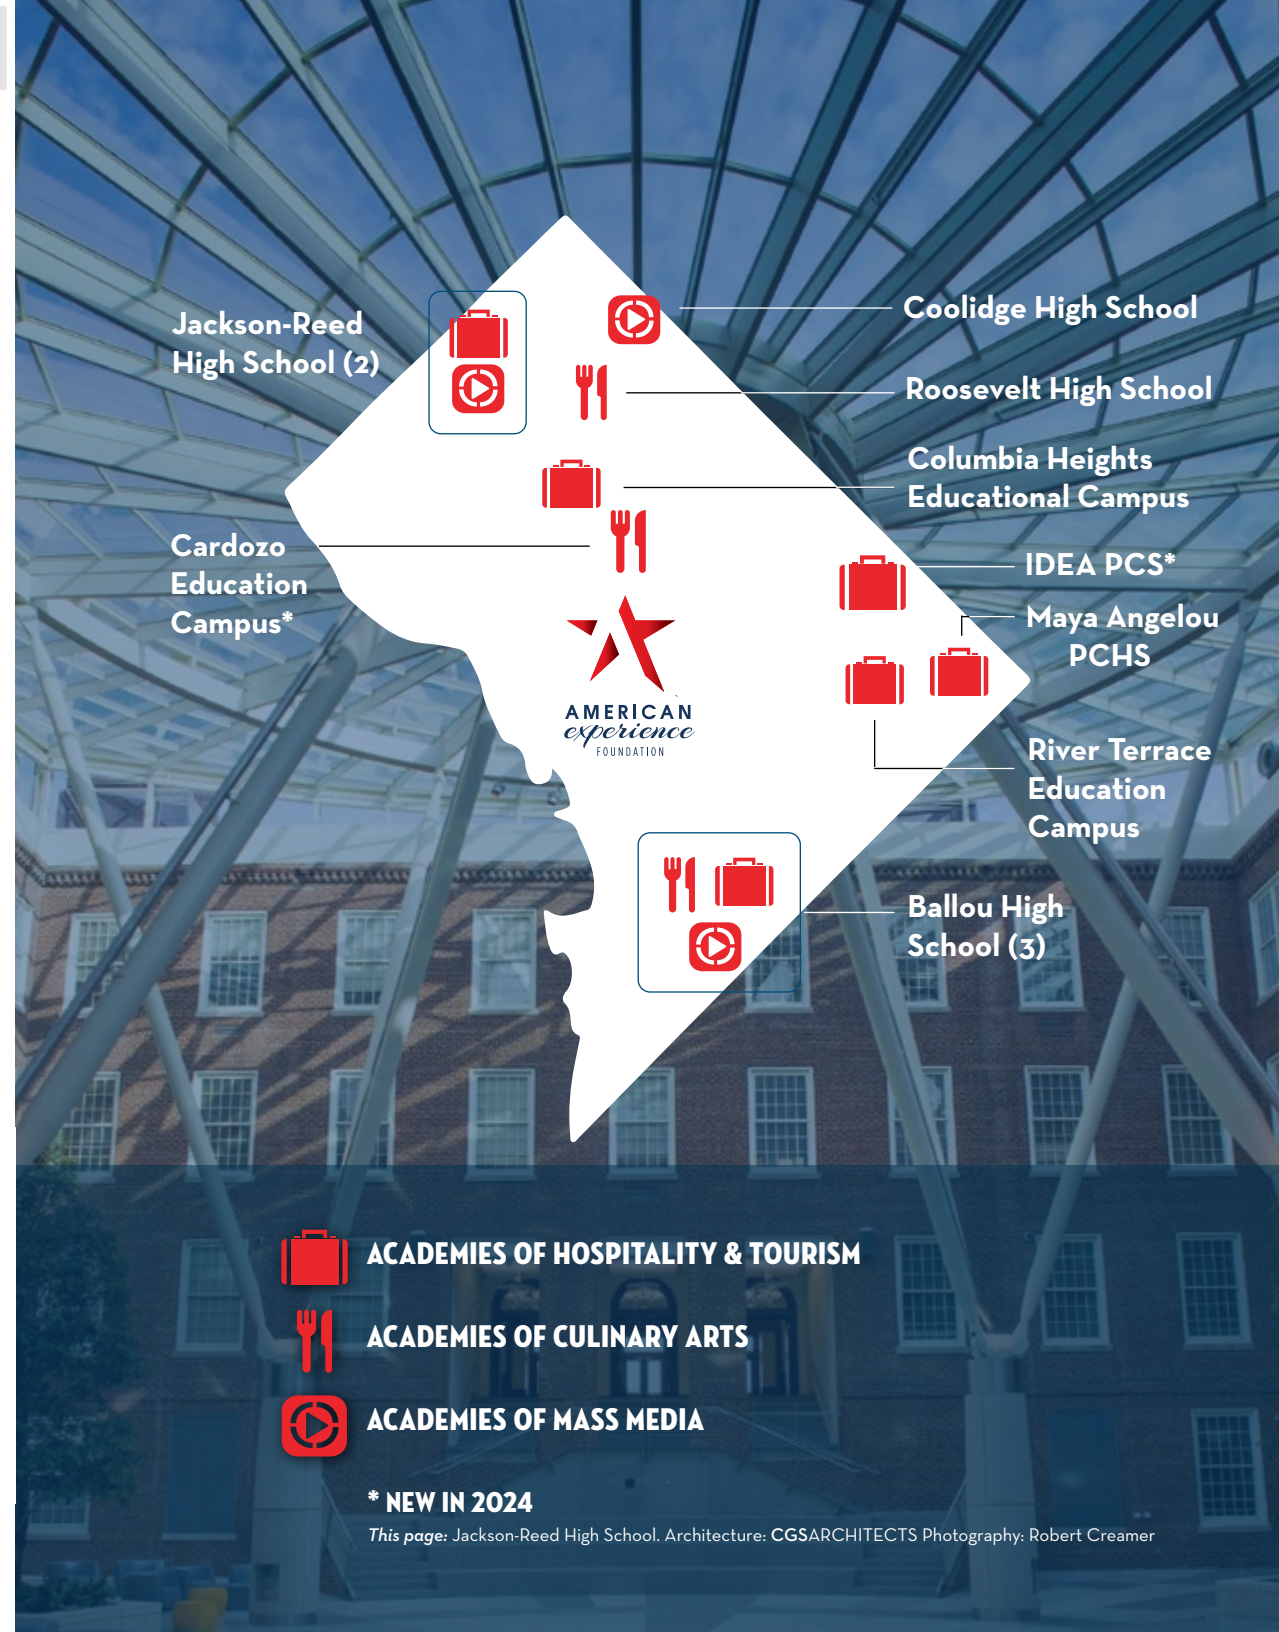 Jackson-Reed
High School (2)
Coolidge High School
Roosevelt High School
Columbia Heights
Educational Campus
Cardozo
Education
Campus*
IDEA PCS*
Maya Angelou
PCHS
AMERICAN
experience
FOUNDATION
River Terrace
Education
Campus
Ballou High
School (3)
ACADEMIES OF HOSPITALITY & TOURISM
ACADEMIES OF CULINARY ARTS
ACADEMIES OF MASS MEDIA
* NEW IN 2024
This page: Jackson-Reed High School. Architecture: CGSARCHITECTS Photography: Robert Creamer